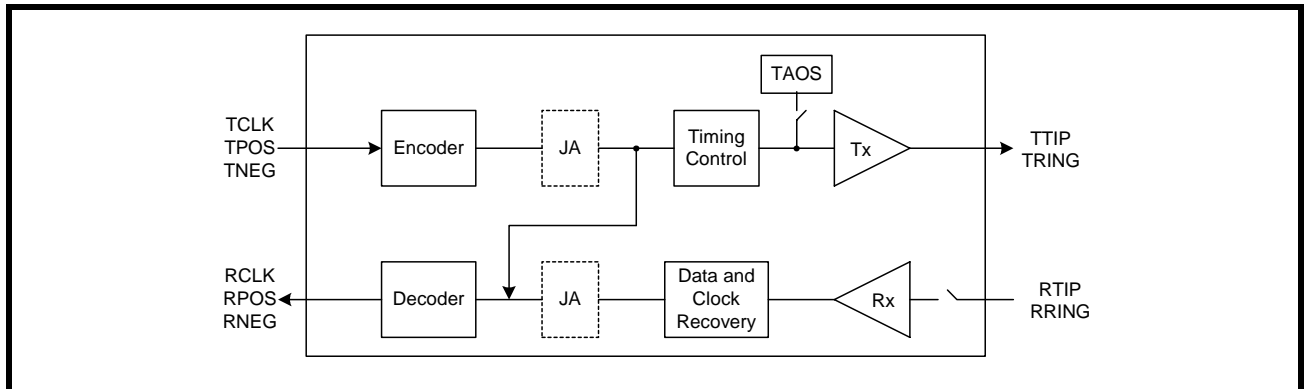 TAOS
TCLK
TPOS
TNEG
Encoder
JA
Timing
Control
Tx
TTIP
TRING
RCLK
RPOS
RNEG
Decoder
JA
Data and
Clock
Recovery
Rx
RTIP
RRING